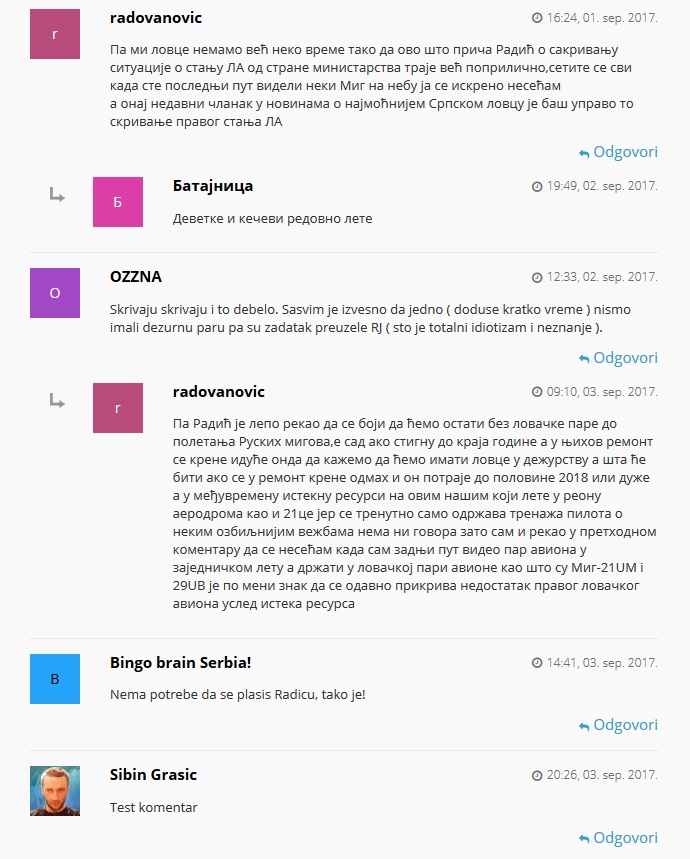 r
radovanovic
16:24, 01. sep. 2017.
Па ми ловце немамо већ неко време тако да ово што прича Радић о сакривању
ситуације о стању ЛА од стране министарства траје већ поприлично,сетите се сви
када сте последњи пут видели неки Миг на небу ја се искрено несећам
а онај недавни чланак у новинама о најмоћнијем Српском ловцу је баш управо то
скривање правог стања ЛА
Odgovori
Б
Батајница
19:49, 02. sep. 2017.
Деветке и кечеви редовно лете
O
OZZNA
12:33, 02. sep. 2017.
Skrivaju skrivaju i to debelo. Sasvim je izvesno da jedno ( doduse kratko vreme ) nismo
imali dezurnu paru pa su zadatak preuzele RJ ( sto je totalni idiotizam i neznanje ).
Odgovori
r
radovanovic
09:10, 03. sep. 2017.
Па Радић је лепо рекао да се боји да ћемо остати без ловачке паре до
полетања Руских мигова,е сад ако стигну до краја године а у њихов ремонт
се крене идуће онда да кажемо да ћемо имати ловце у дежурству а шта ће
бити ако се у ремонт крене одмах и он потраје до половине 2018 или дуже
а у међувремену истекну ресурси на овим нашим који лете у реону
аеродрома као и 21це јер се тренутно само одржава тренажа пилота о
неким озбиљнијим вежбама нема ни говора зато сам и рекао у претходном
коментару да се несећам када сам задњи пут видео пар авиона у
заједничком лету а држати у ловачкој пари авионе као што су Миг-21UM i
29UB је по мени знак да се одавно прикрива недостатак правог ловачког
авиона услед истека ресурса
B
Bingo brain Serbia!
14:41, 03. sep. 2017.
Nema potrebe da se plasis Radicu, tako je!
Odgovori
Sibin Grasic
20:26, 03. sep. 2017.
Test komentar
Odgovori